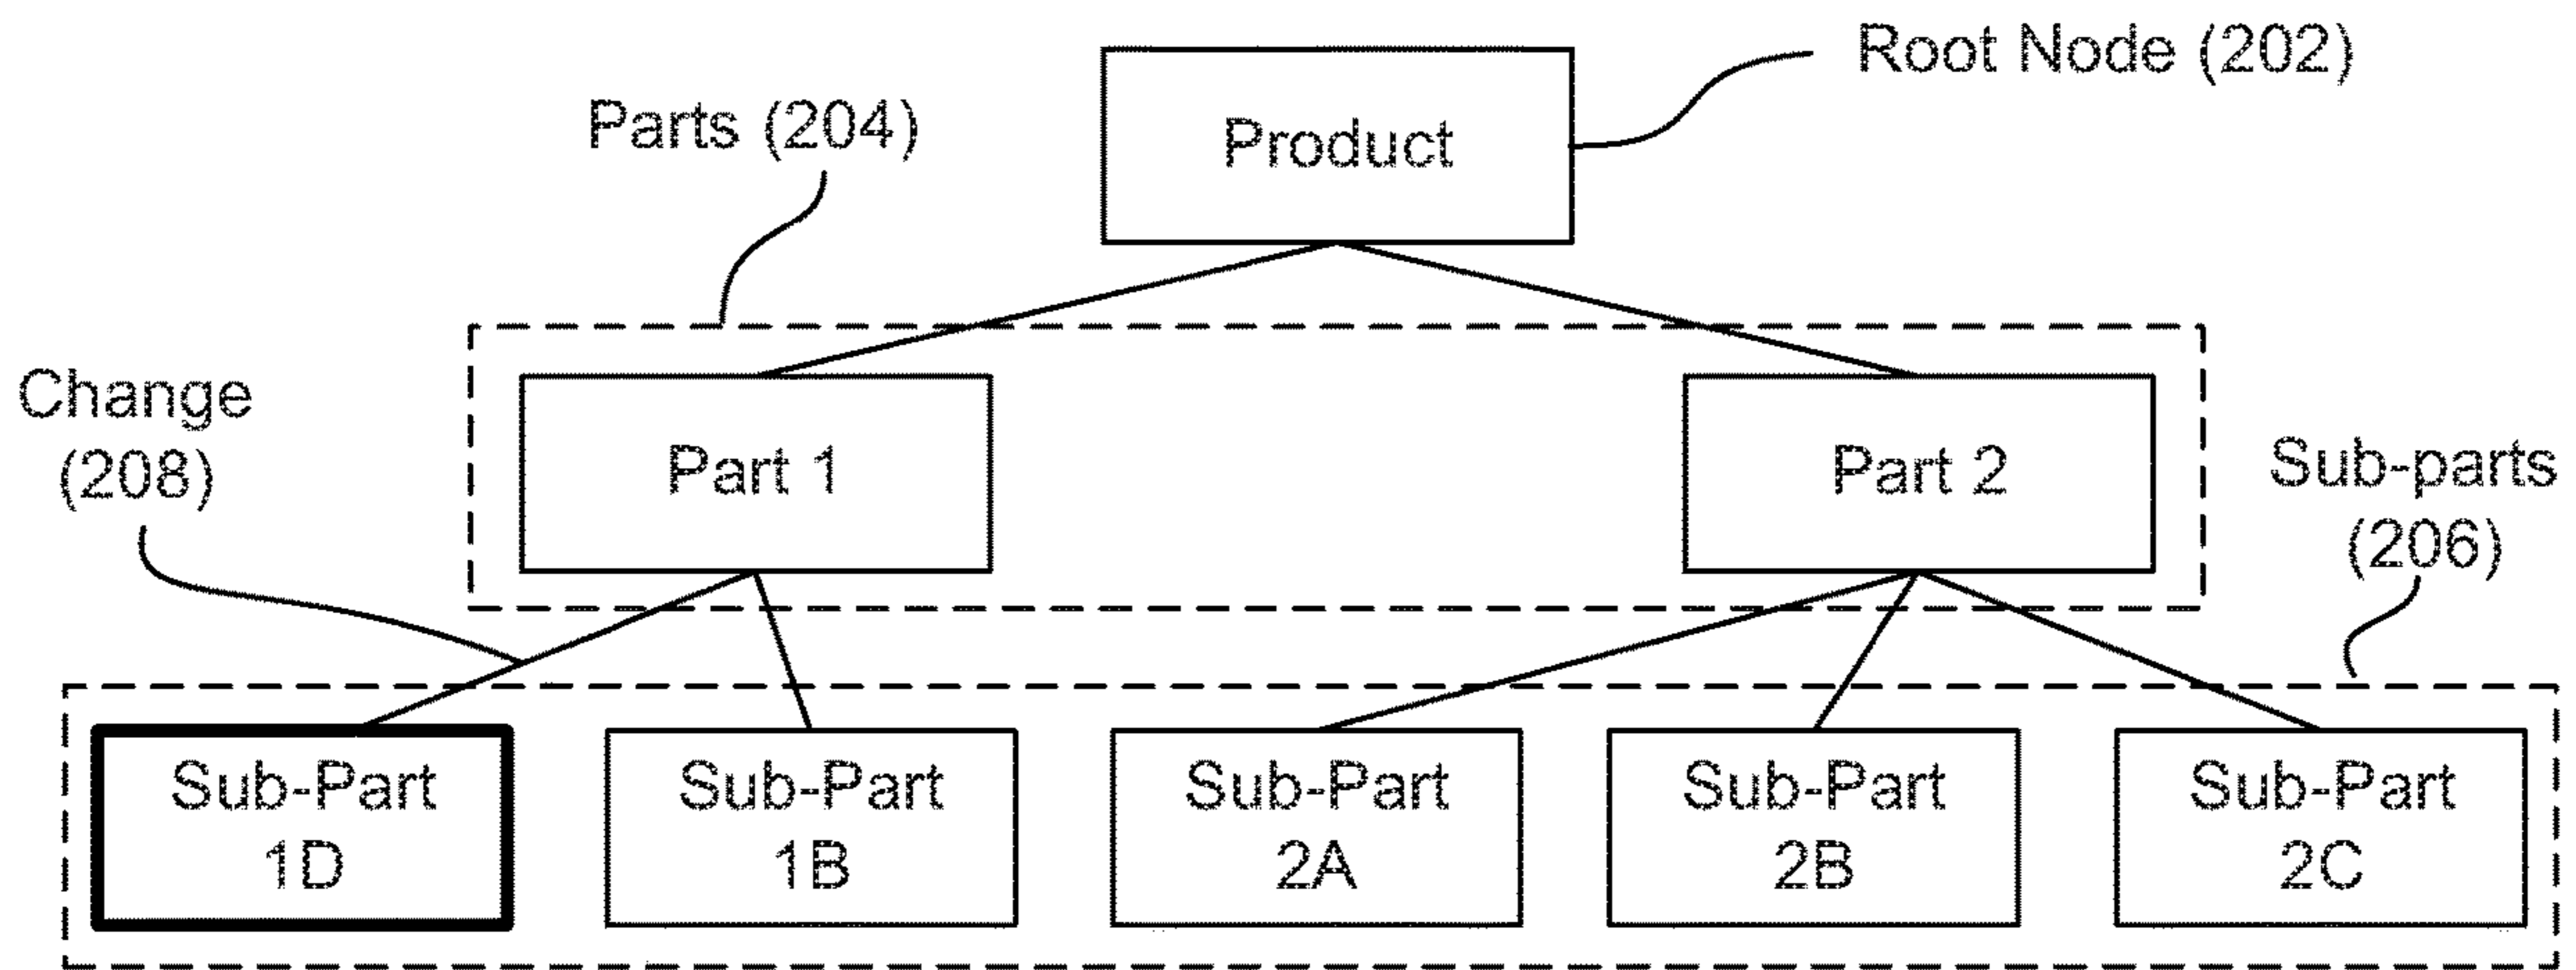 Root Node (202)
Parts (204)
Product
Change
(208)
Part 1
Part 2
Sub-parts
(206)
Sub-Part
1D
Sub-Part
1B
Sub-Part
2A
Sub-Part
2B
Sub-Part
2C